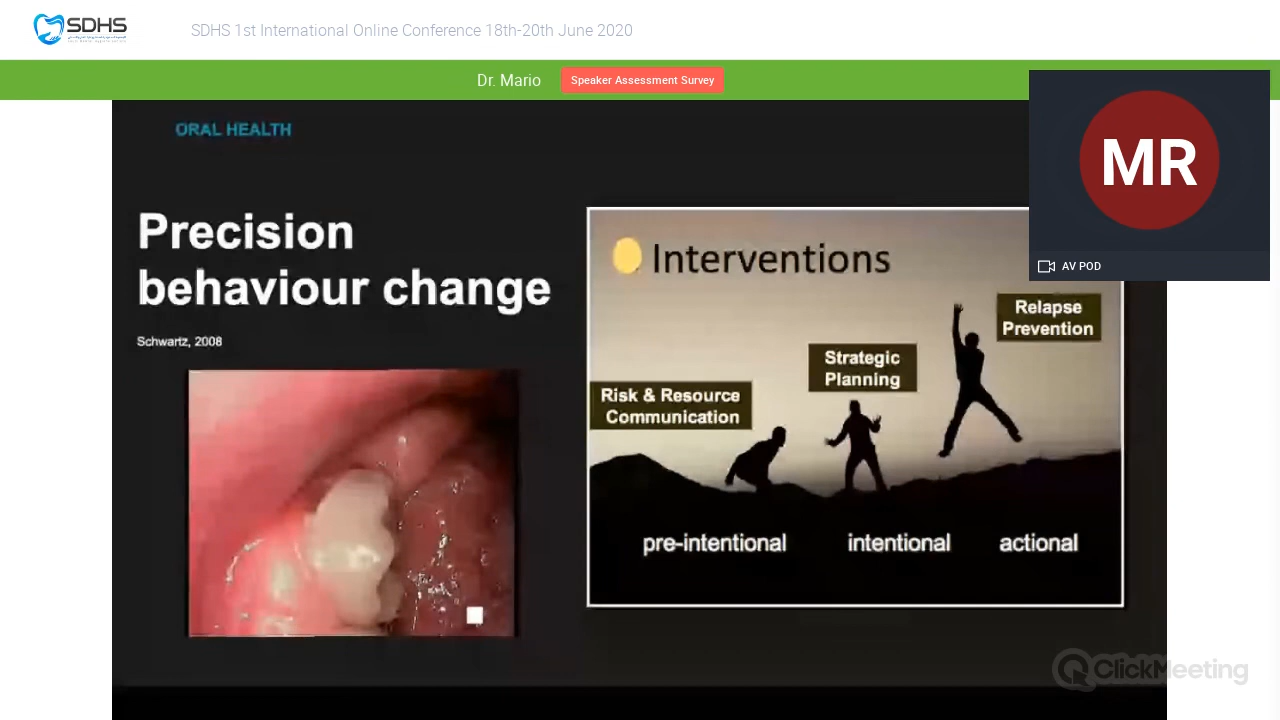 SDHS
SDHS 1st International Online Conference 18th-20th June 2020
Dr. Mario
Speaker Assessment Survey
MR
AV POD
ORAL HEALTH
Precision
behaviour change
Schwartz, 2008
Interventions
Relapse
Prevention
Strategic
Planning
Risk & Resource
Communication
pre-intentional
intentional
actional
ClickMeeting